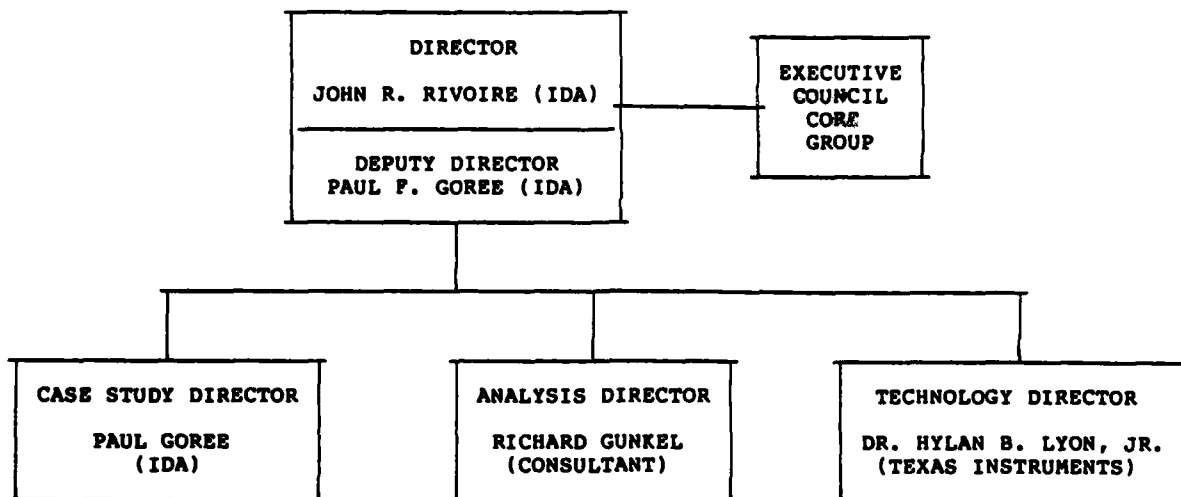 DIRECTOR
JOHN R. RIVOIRE (IDA)
DEPUTY DIRECTOR
PAUL F. GOREE (IDA)
EXECUTIVE
COUNCIL
CORE
GROUP
CASE STUDY DIRECTOR
PAUL GOREE
(IDA)
ANALYSIS DIRECTOR
RICHARD GUNKEL
(CONSULTANT)
TECHNOLOGY DIRECTOR
DR. HYLAN B. LYON, JR.
(TEXAS INSTRUMENTS)